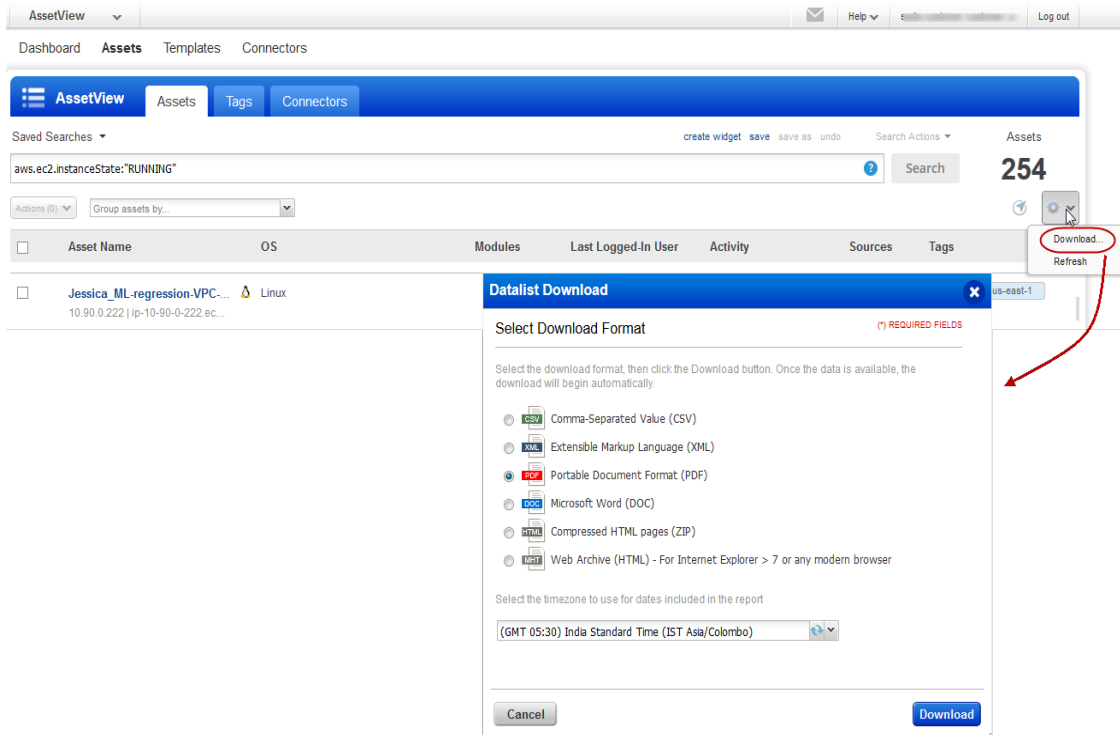 AssetView
Help
Log out
Dashboard Assets Templates Connectors
AssetView Assets Tags Connectors
Saved Searches create widget save save as undo Search Actions Assets
aws.ec2.instanceState:"RUNNING" ? Search 254
Actions (0) Group assets by...
Download...
Refresh
Asset Name OS Modules Last Logged-In User Activity Sources Tags
Jessica_ML-regression-VPC-... Linux us-east-1
10.90.0.222 | ip-10-90-0-222.ec...
Datalist Download
Select Download Format (*) REQUIRED FIELDS
Select the download format, then click the Download button. Once the data is available, the
download will begin automatically.
CSV Comma-Separated Value (CSV)
XML Extensible Markup Language (XML)
PDF Portable Document Format (PDF)
DOC Microsoft Word (DOC)
HTML Compressed HTML pages (ZIP)
MHT Web Archive (HTML) - For Internet Explorer > 7 or any modern browser
Select the timezone to use for dates included in the report
(GMT 05:30) India Standard Time (IST Asia/Colombo)
Cancel Download